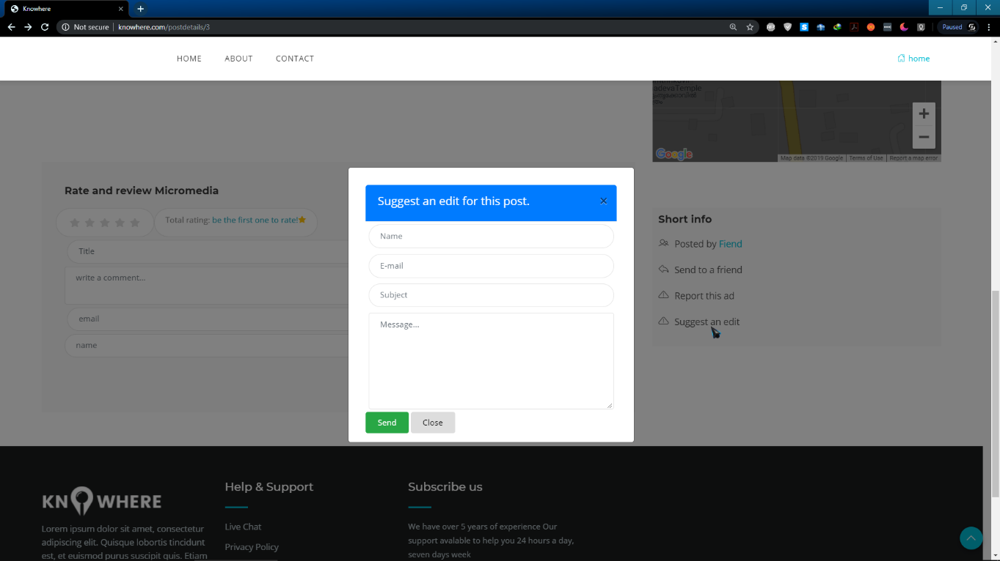 Knowhere
Not secure
knowhere.com/postdetails/3
Paused
HOME
ABOUT
CONTACT
home
adevaTemple
Google
Map data ©2019 Google
Terms of Use
Report a map error
Rate and review Micromedia
Total rating: be the first one to rate!
Title
write a comment...
email
name
Suggest an edit for this post.
Name
E-mail
Subject
Message...
Send
Close
Short info
Posted by Fiend
Send to a friend
Report this ad
Suggest an edit
KNOWHERE
Lorem ipsum dolor sit amet, consectetur
adipiscing elit. Quisque lobortis tincidunt
est, et euismod purus suscipit quis. Etiam
Help & Support
Live Chat
Privacy Policy
Subscribe us
We have over 5 years of experience Our
support avalable to help you 24 hours a day,
seven days week